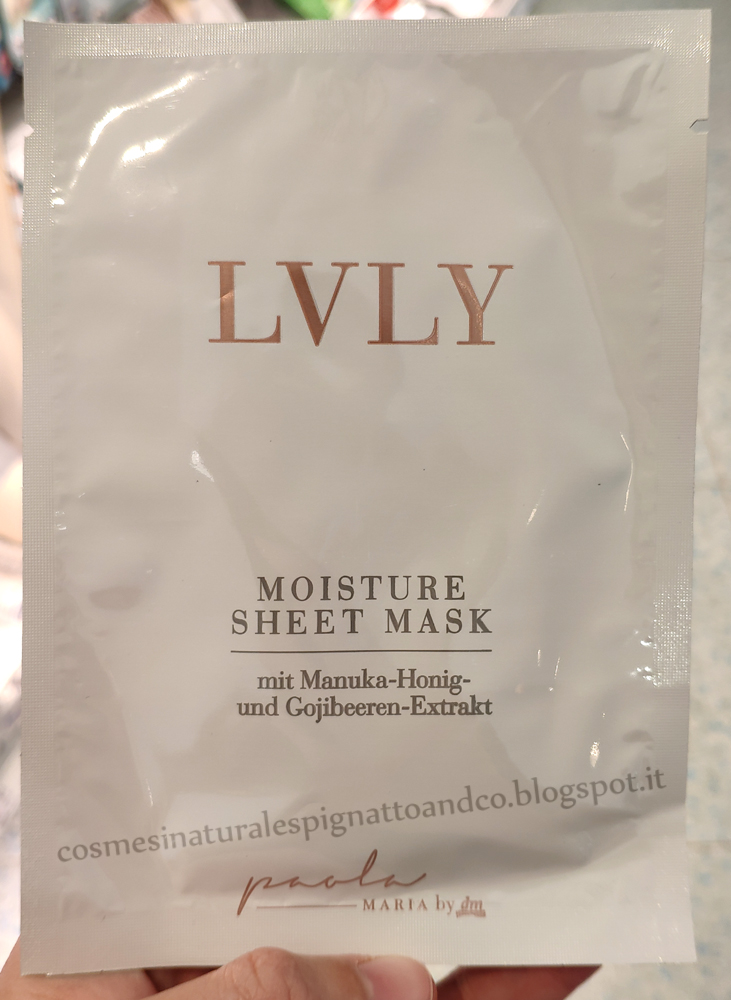 LVLY
MOISTURE
SHEET MASK
mit Manuka-Honig-
und Gojibeeren-Extrakt
cosmesinaturalespignattoandco.blogspot.it
paola
MARIA by dm